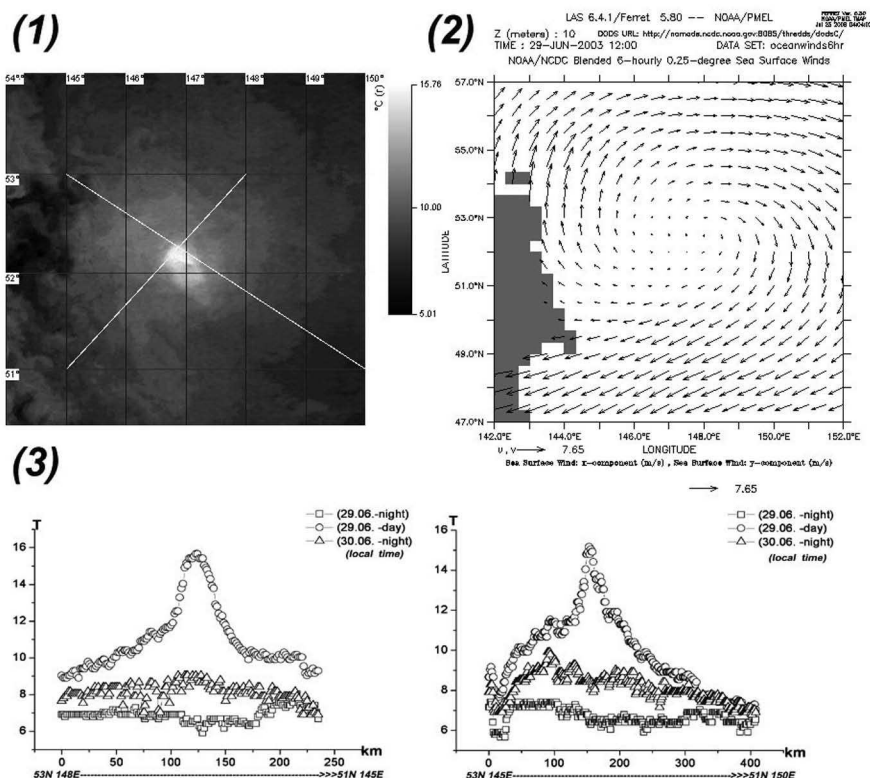 (1)
54° 145° 146° 147° 148° 149° 150°
53°
52°
51°
°C (r)
15.76
10.00
5.01
(2)
LAS 6.4.1/Ferret 5.80 -- NOAA/PMEL
Z (meters) : 10
TIME : 29-JUN-2003 12:00
DATA SET: oceanwinds6hr
NOAA/NCDC Blended 6-hourly 0.25-degree Sea Surface Winds
57.0°N
55.0°N
53.0°N
51.0°N
49.0°N
47.0°N
LATITUDE
142.0°E 144.0°E 146.0°E 148.0°E 150.0°E 152.0°E
LONGITUDE
U,V 7.65
Sea Surface Wind: x-component (m/s), Sea Surface Wind: y-component (m/s)
7.65
(3)
T
16
14
12
10
8
6
(29.06. -night)
(29.06. -day)
(30.06. -night)
(local time)
0 50 100 150 200 250
km
53N 148E------>>>51N 145E
T
16
14
12
10
8
6
(29.06. -night)
(29.06. -day)
(30.06. -night)
(local time)
0 100 200 300 400
km
53N 145E------>>>51N 150E